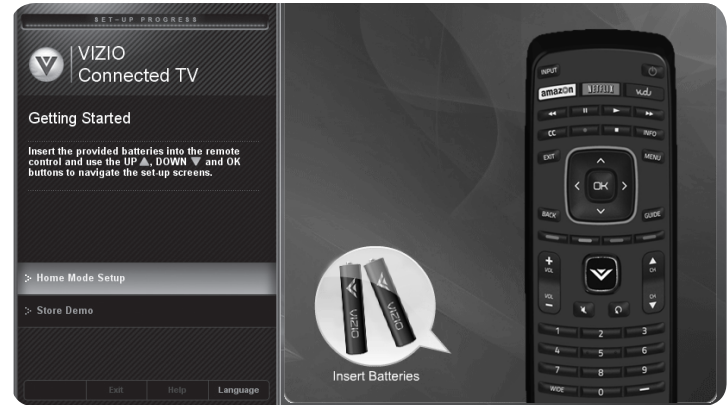 SET-UP PROGRESS
VIZIO
Connected TV
Getting Started
Insert the provided batteries into the remote
control and use the UP ▲, DOWN ▼ and OK
buttons to navigate the set-up screens.
Home Mode Setup
Store Demo
Exit Help Language
VIZIO VIZIO
Insert Batteries
INPUT
amazon NETFLIX vudu
CC INFO
EXIT MENU
OK
BACK GUIDE
+ VOL CH
VOL - CH
1 2 3
4 5 6
7 8 9
WIDE 0 —